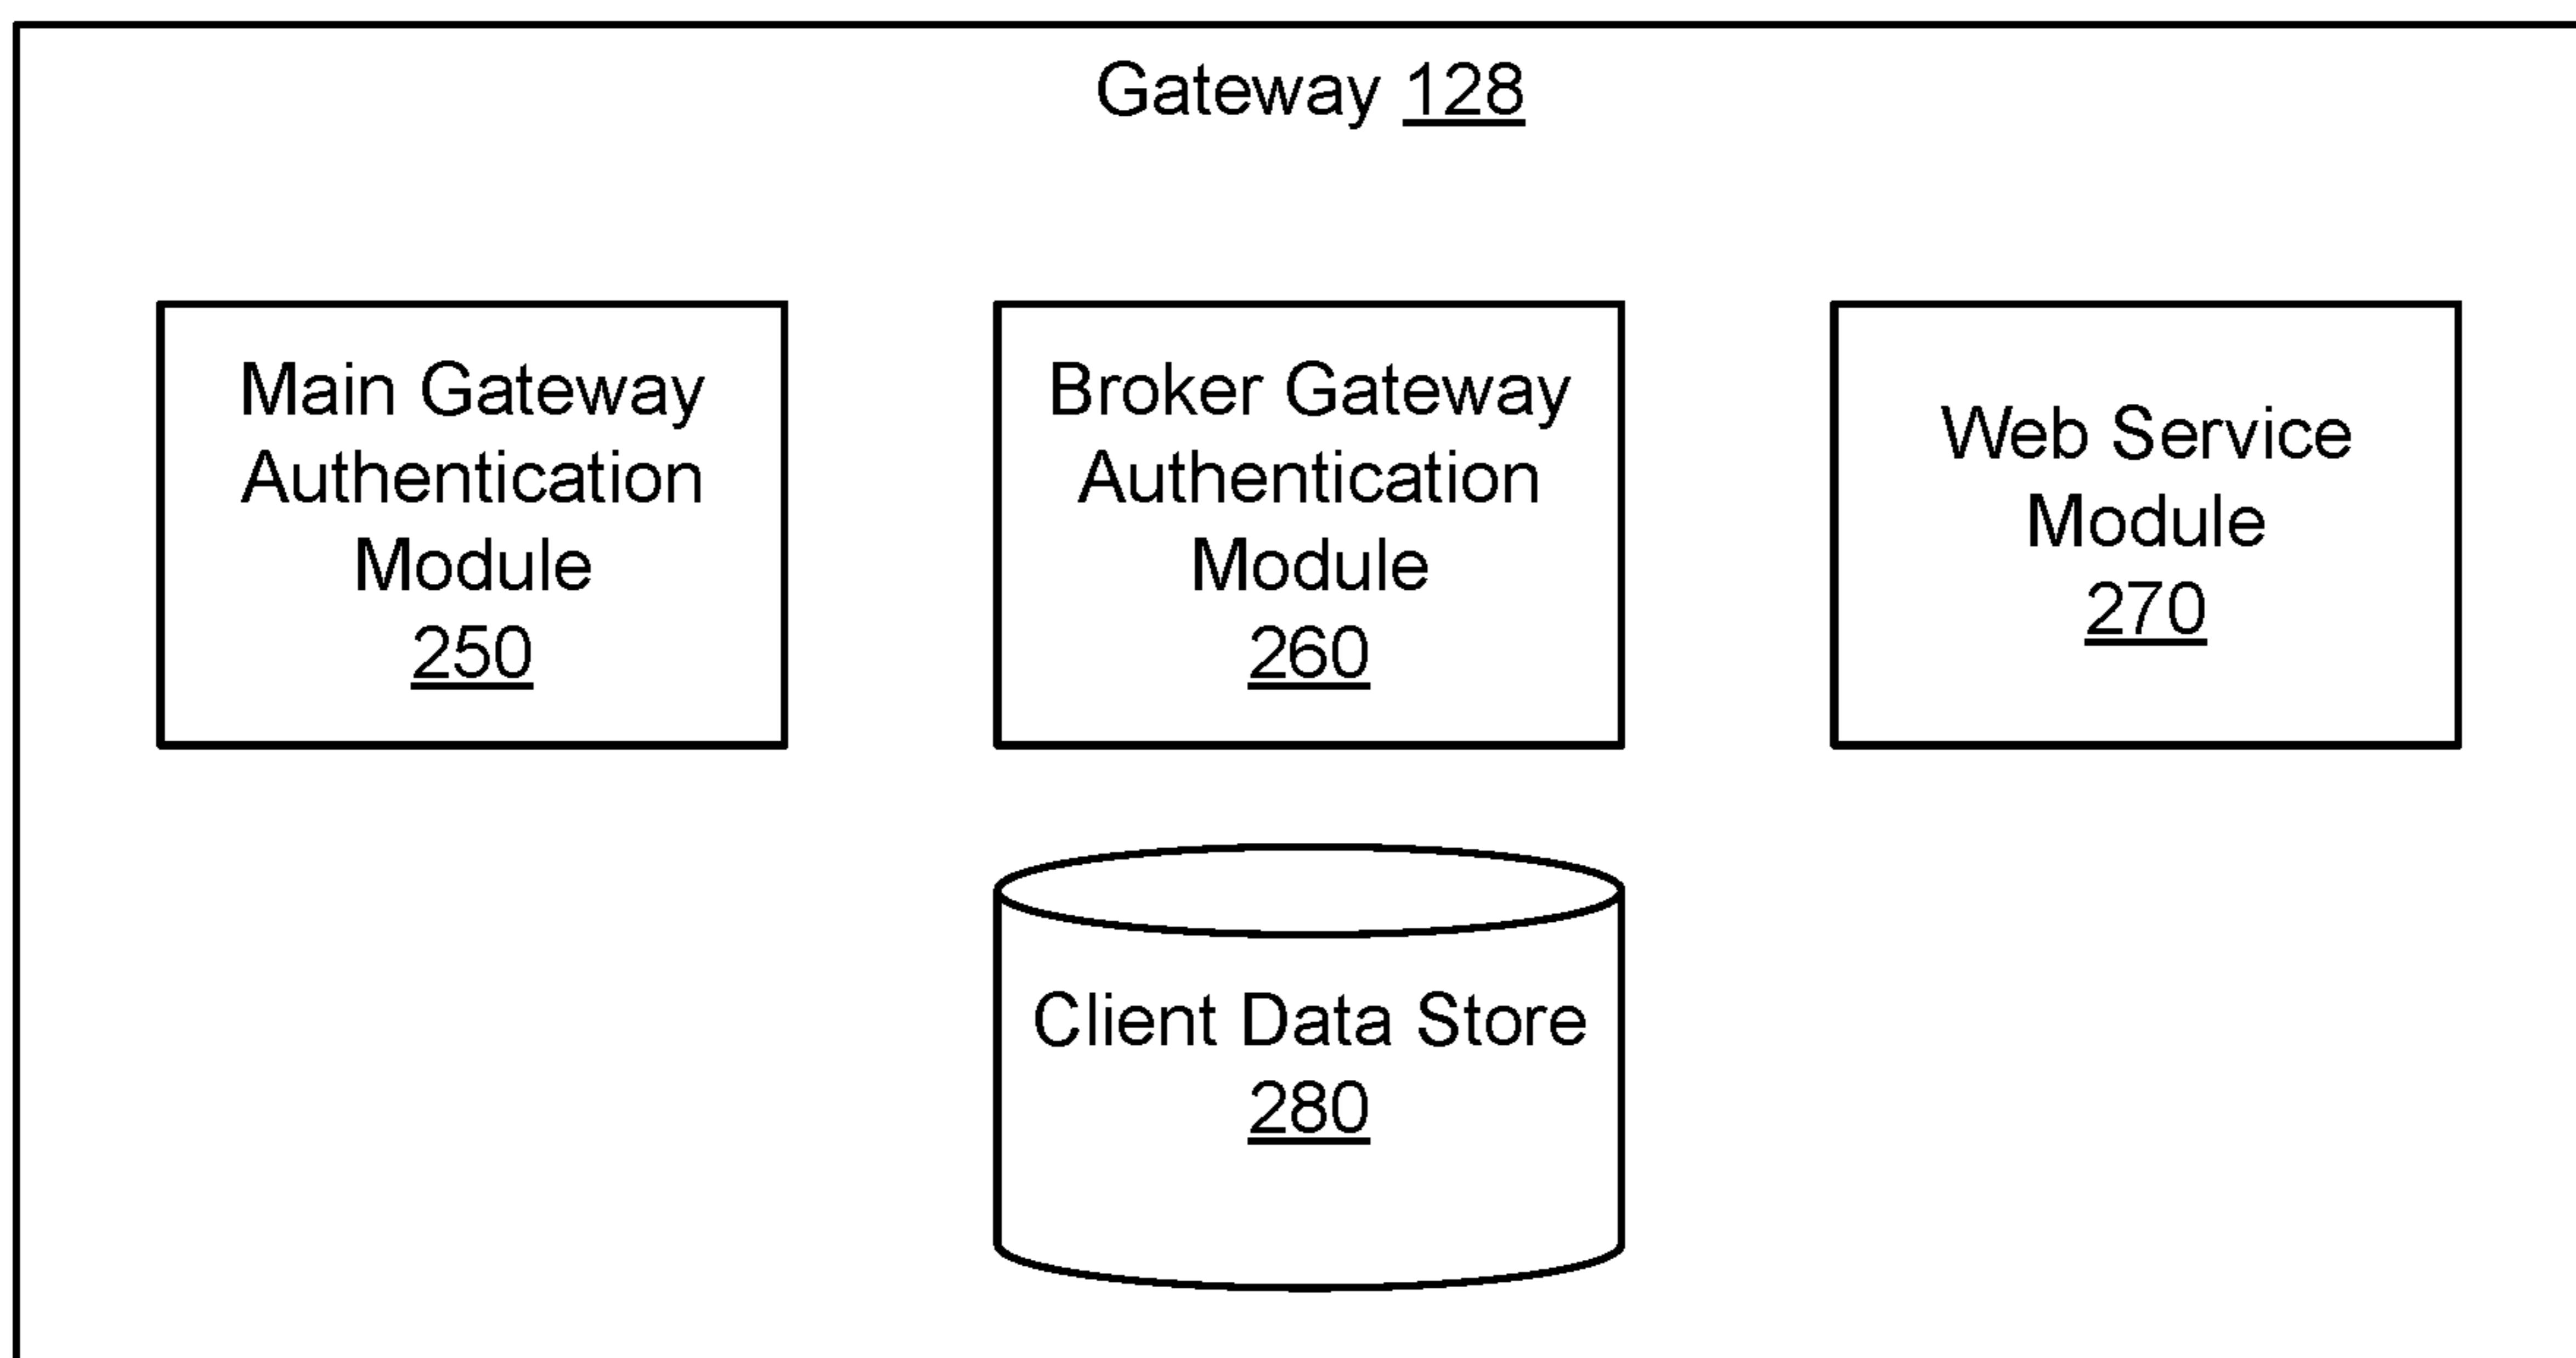 Gateway 128
Main Gateway
Authentication
Module
250
Broker Gateway
Authentication
Module
260
Web Service
Module
270
Client Data Store
280